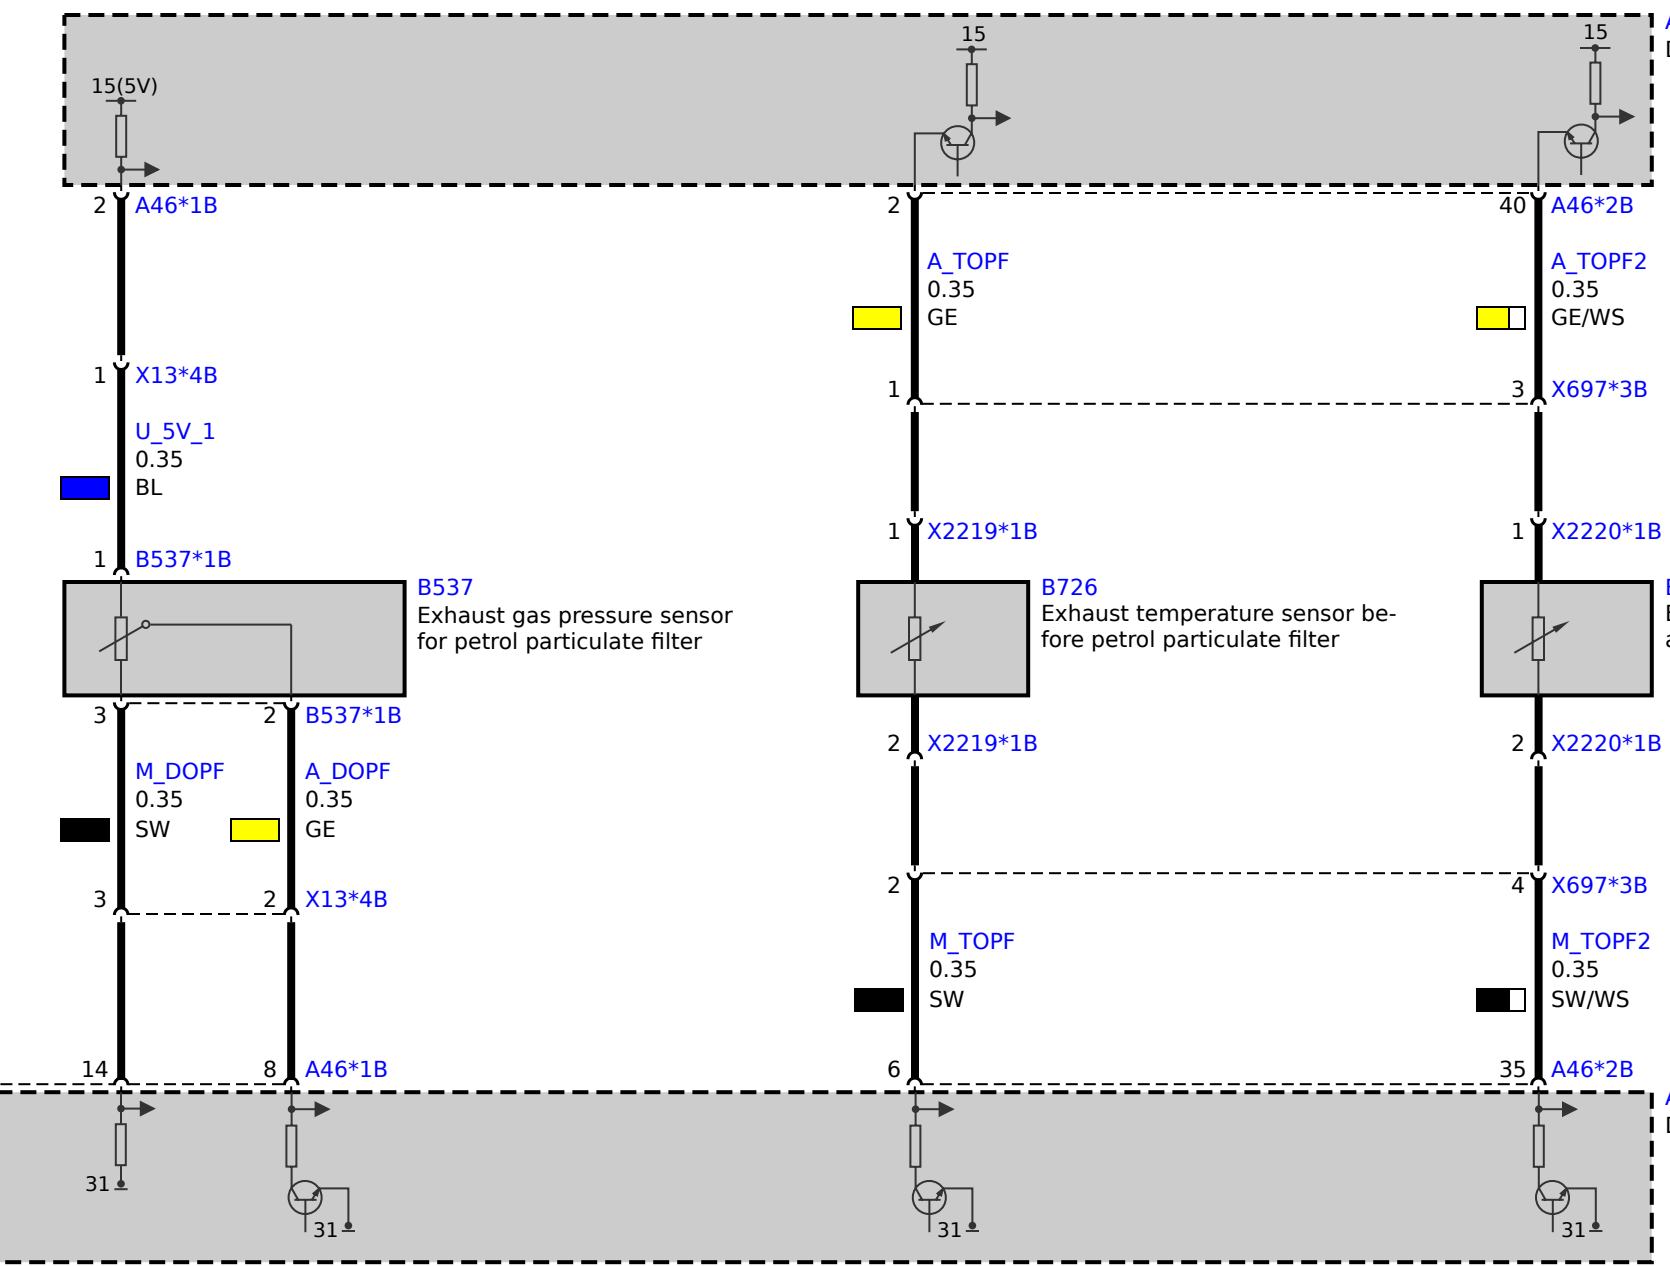 15
15
15(5V)
2 A46*1B
2
40 A46*2B
A_TOPF
0.35
GE
A_TOPF2
0.35
GE/WS
1 X13*4B
1
3 X697*3B
U_5V_1
0.35
BL
1 X2219*1B
1 X2220*1B
1 B537*1B
B537
Exhaust gas pressure sensor
for petrol particulate filter
B726
Exhaust temperature sensor be-
fore petrol particulate filter
3
2 B537*1B
2 X2219*1B
2 X2220*1B
M_DOPF
0.35
SW
A_DOPF
0.35
GE
3
2 X13*4B
2
4 X697*3B
M_TOPF
0.35
SW
M_TOPF2
0.35
SW/WS
14
8 A46*1B
6
35 A46*2B
31
31
31
31